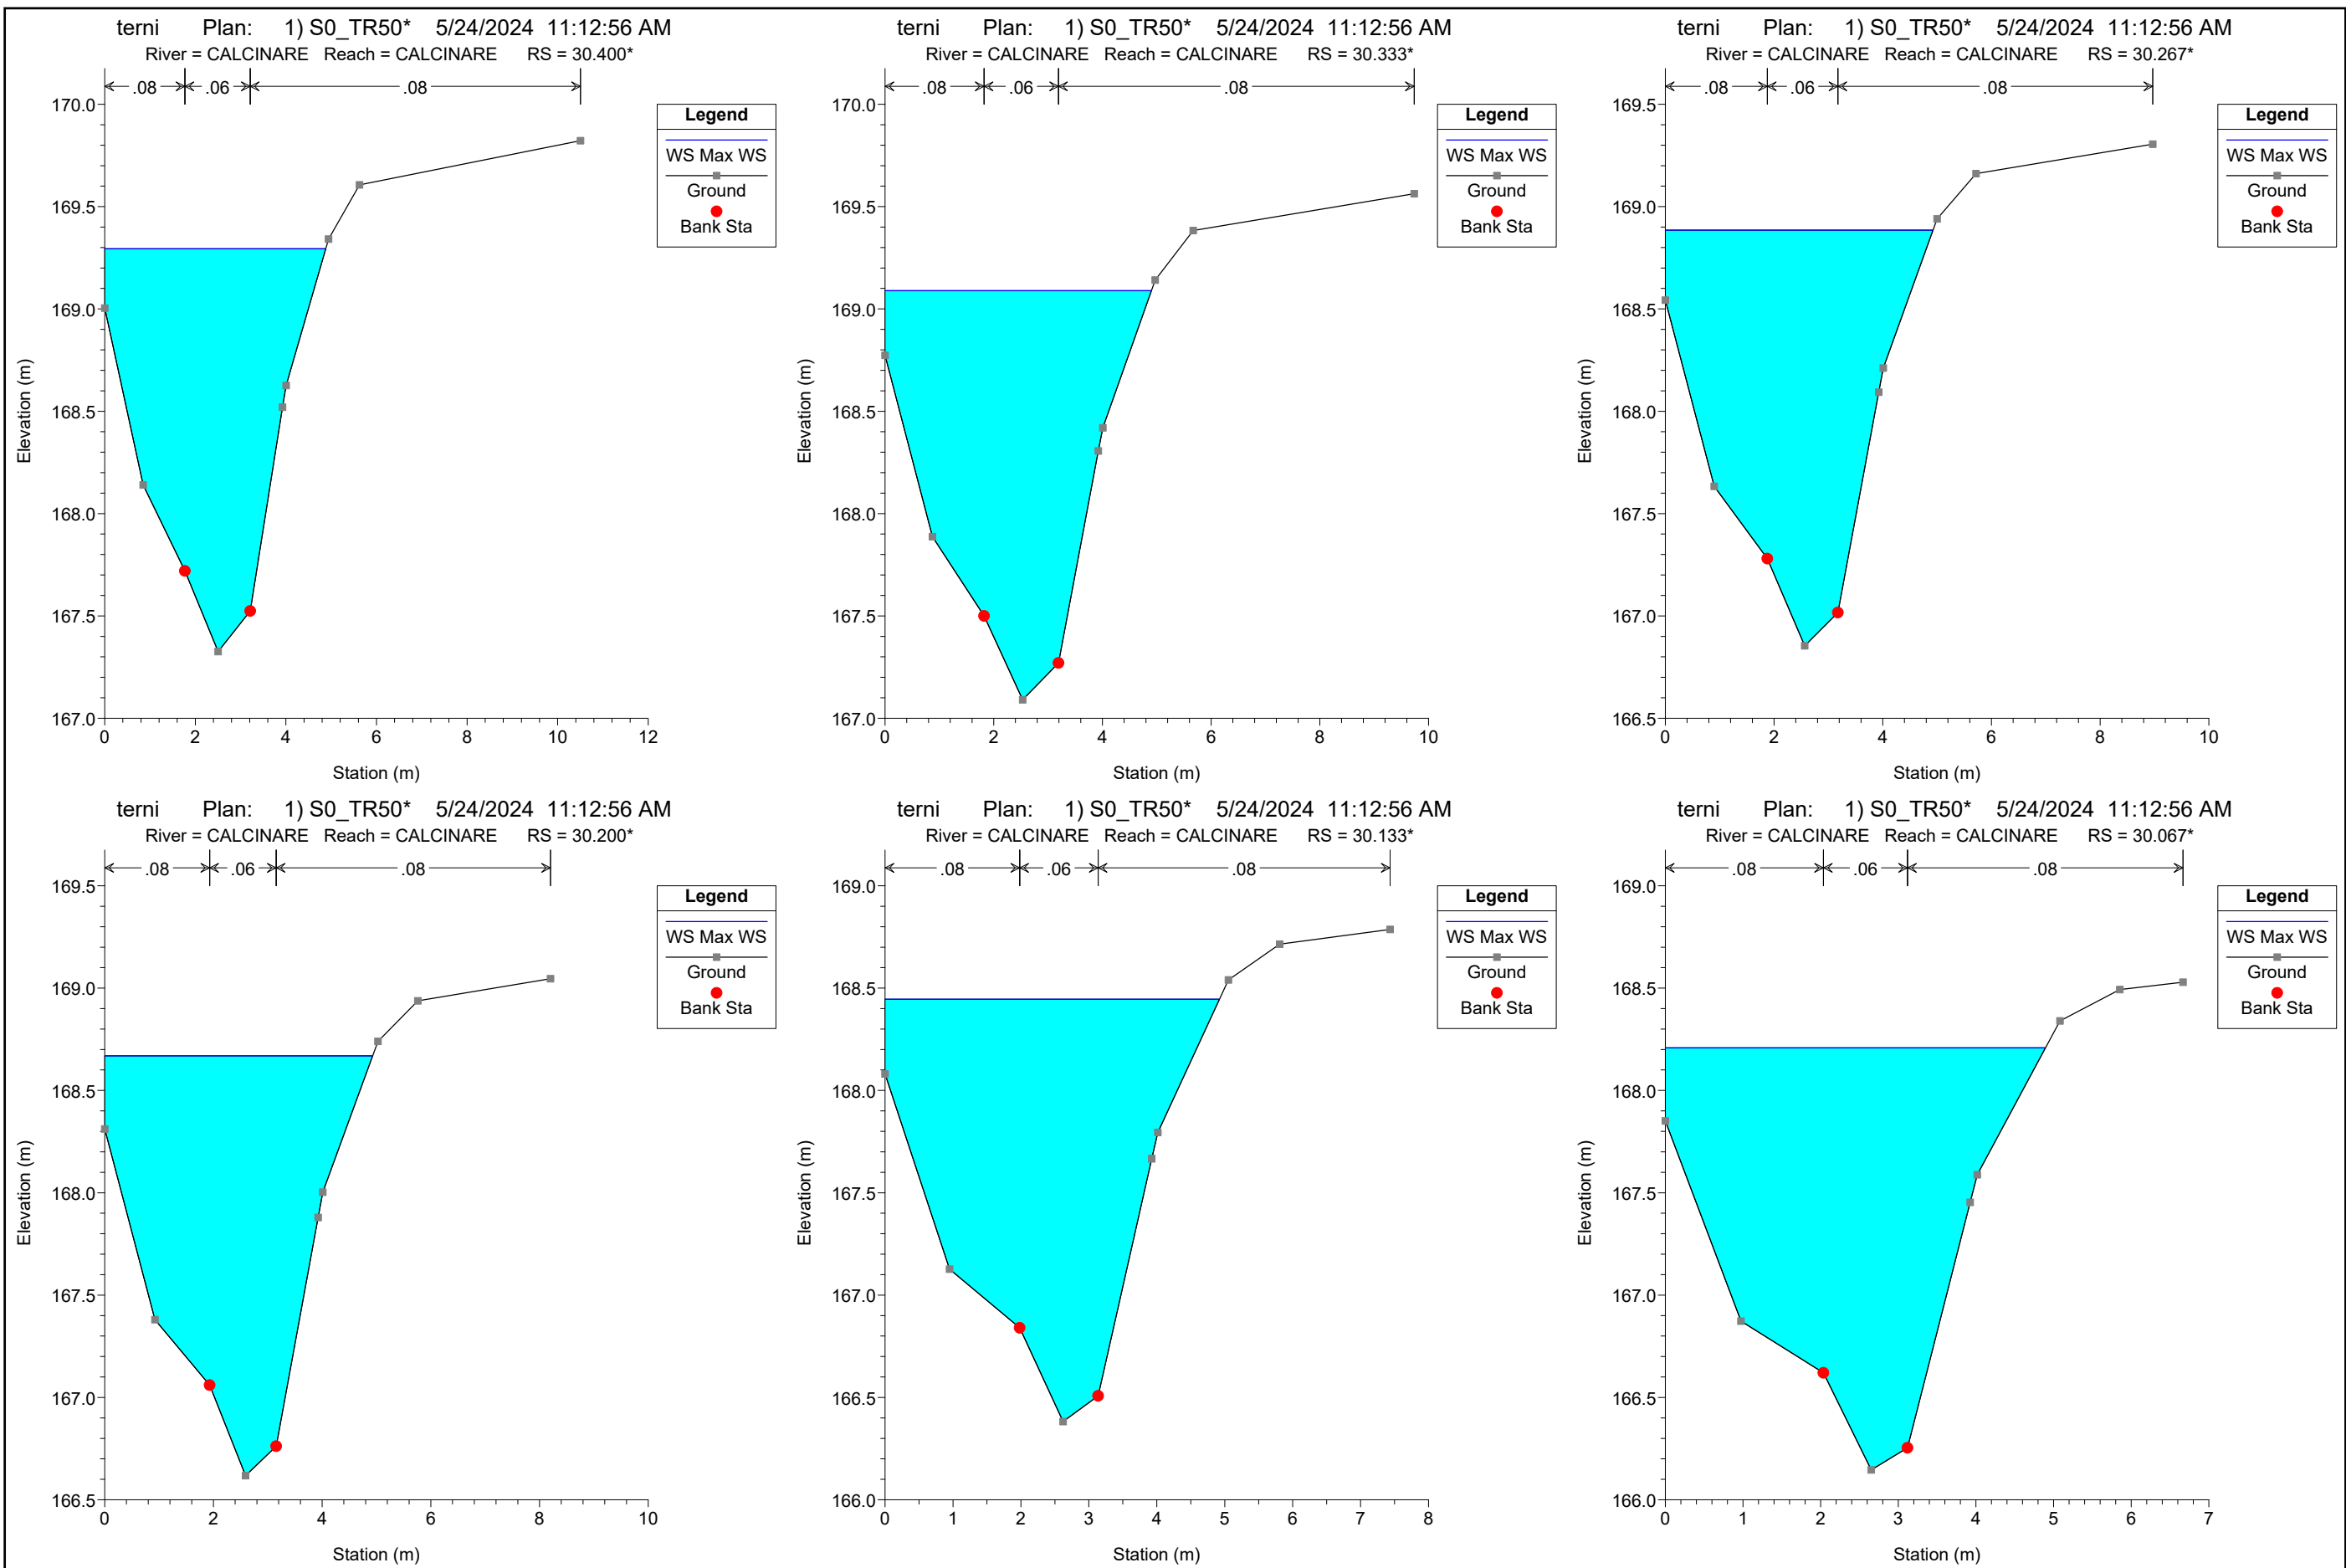 terni Plan: 1) S0_TR50* 5/24/2024 11:12:56 AM
River = CALCINARE Reach = CALCINARE RS = 30.400*
.08 .06 .08
170.0
169.5
169.0
168.5
168.0
167.5
167.0
0 2 4 6 8 10 12
Elevation (m)
Station (m)
Legend
WS Max WS
Ground
Bank Sta
terni Plan: 1) S0_TR50* 5/24/2024 11:12:56 AM
River = CALCINARE Reach = CALCINARE RS = 30.333*
.08 .06 .08
170.0
169.5
169.0
168.5
168.0
167.5
167.0
0 2 4 6 8 10
Elevation (m)
Station (m)
Legend
WS Max WS
Ground
Bank Sta
terni Plan: 1) S0_TR50* 5/24/2024 11:12:56 AM
River = CALCINARE Reach = CALCINARE RS = 30.267*
.08 .06 .08
169.5
169.0
168.5
168.0
167.5
167.0
166.5
0 2 4 6 8 10
Elevation (m)
Station (m)
Legend
WS Max WS
Ground
Bank Sta
terni Plan: 1) S0_TR50* 5/24/2024 11:12:56 AM
River = CALCINARE Reach = CALCINARE RS = 30.200*
.08 .06 .08
169.5
169.0
168.5
168.0
167.5
167.0
166.5
0 2 4 6 8 10
Elevation (m)
Station (m)
Legend
WS Max WS
Ground
Bank Sta
terni Plan: 1) S0_TR50* 5/24/2024 11:12:56 AM
River = CALCINARE Reach = CALCINARE RS = 30.133*
.08 .06 .08
169.0
168.5
168.0
167.5
167.0
166.5
166.0
0 1 2 3 4 5 6 7 8
Elevation (m)
Station (m)
Legend
WS Max WS
Ground
Bank Sta
terni Plan: 1) S0_TR50* 5/24/2024 11:12:56 AM
River = CALCINARE Reach = CALCINARE RS = 30.067*
.08 .06 .08
169.0
168.5
168.0
167.5
167.0
166.5
166.0
0 1 2 3 4 5 6 7
Elevation (m)
Station (m)
Legend
WS Max WS
Ground
Bank Sta